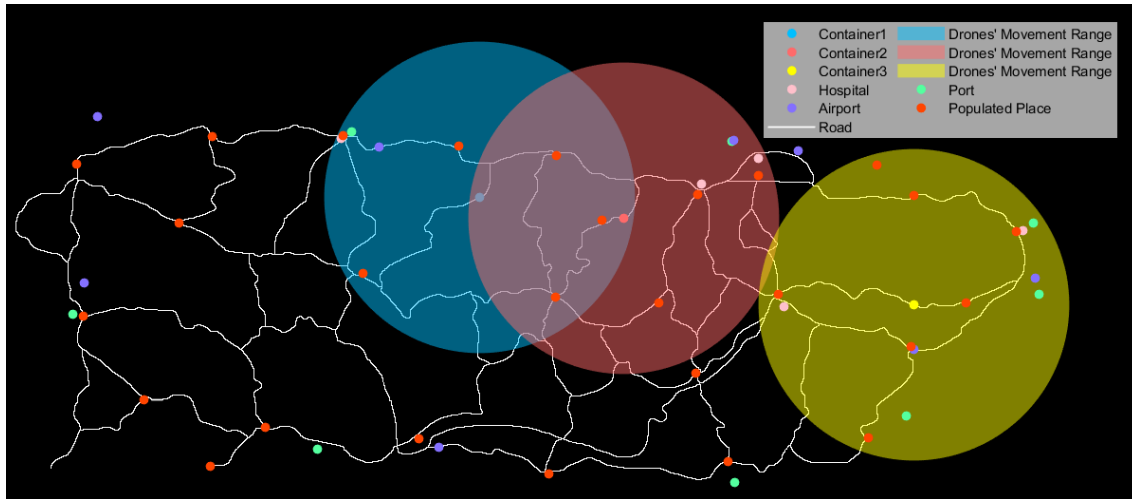 Container1 Drones' Movement Range
Container2 Drones' Movement Range
Container3 Drones' Movement Range
Hospital Port
Airport Populated Place
Road